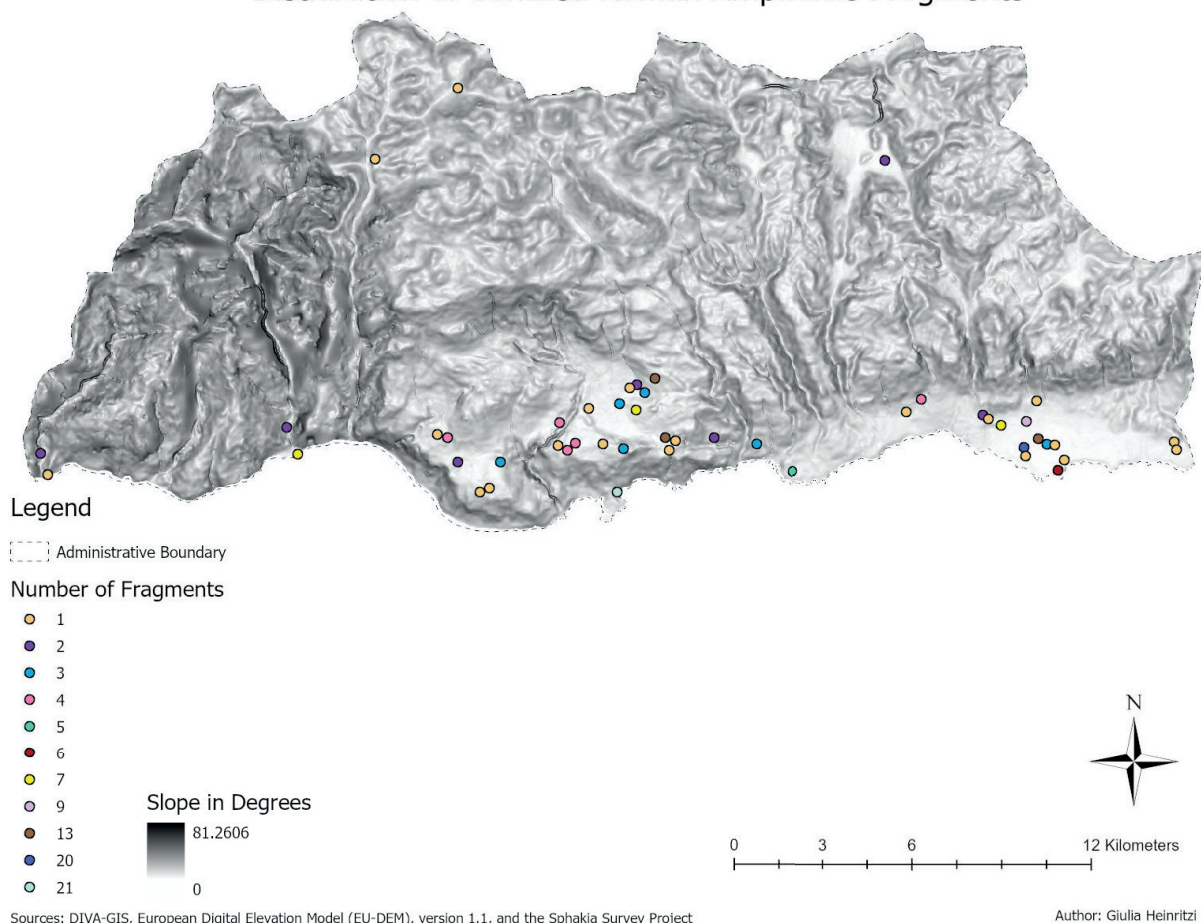 Legend
Administrative Boundary
Number of Fragments
1
2
3
4
5
6
7
9
13
20
21
Slope in Degrees
81.2606
0
N
0 3 6 12 Kilometers
Sources: DIVA-GIS, European Digital Elevation Model (EU-DEM), version 1.1, and the Sphakia Survey Project
Author: Giulia Heinritzi